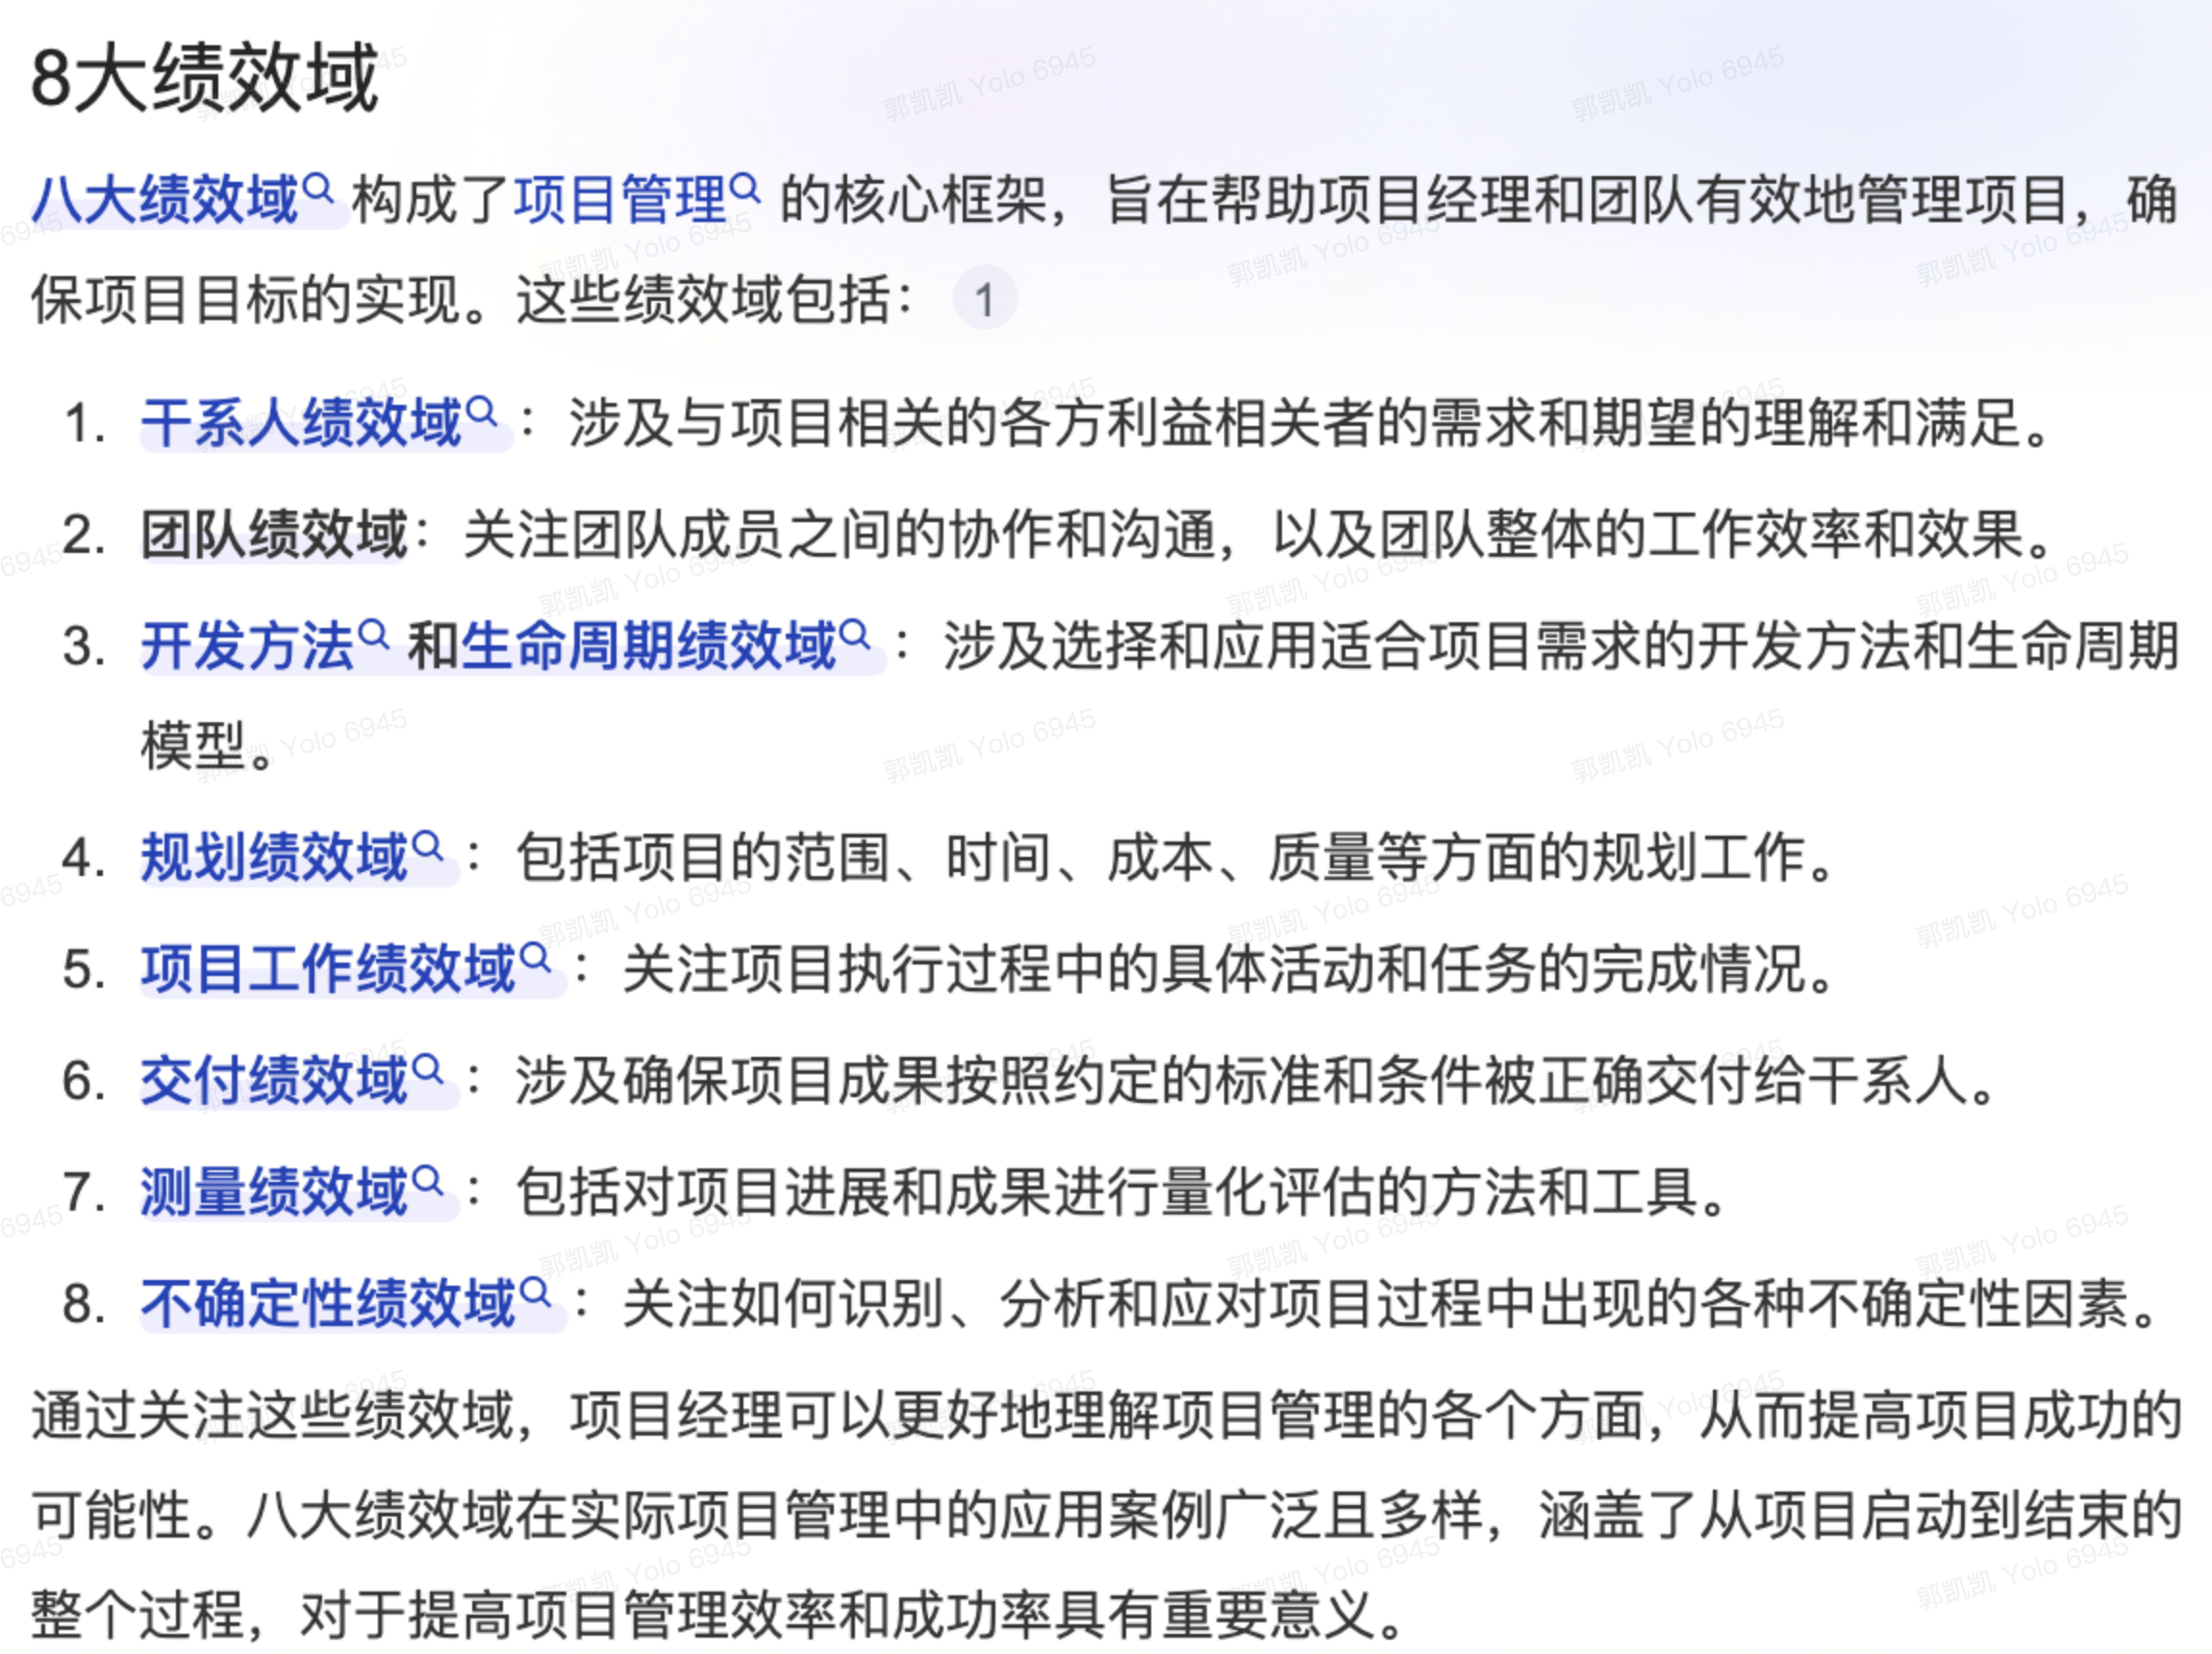 8大绩效域
八大绩效域 构成了项目管理 的核心框架，旨在帮助项目经理和团队有效地管理项目，确
保项目目标的实现。这些绩效域包括： 1
1. 干系人绩效域 ：涉及与项目相关的各方利益相关者的需求和期望的理解和满足。
2. 团队绩效域：关注团队成员之间的协作和沟通，以及团队整体的工作效率和效果。
3. 开发方法 和生命周期绩效域 ：涉及选择和应用适合项目需求的开发方法和生命周期
模型。
4. 规划绩效域 ：包括项目的范围、时间、成本、质量等方面的规划工作。
5. 项目工作绩效域 ：关注项目执行过程中的具体活动和任务的完成情况。
6. 交付绩效域 ：涉及确保项目成果按照约定的标准和条件被正确交付给干系人。
7. 测量绩效域 ：包括对项目进展和成果进行量化评估的方法和工具。
8. 不确定性绩效域 ：关注如何识别、分析和应对项目过程中出现的各种不确定性因素。
通过关注这些绩效域，项目经理可以更好地理解项目管理的各个方面，从而提高项目成功的
可能性。八大绩效域在实际项目管理中的应用案例广泛且多样，涵盖了从项目启动到结束的
整个过程，对于提高项目管理效率和成功率具有重要意义。
郭凯凯 Yolo 6945